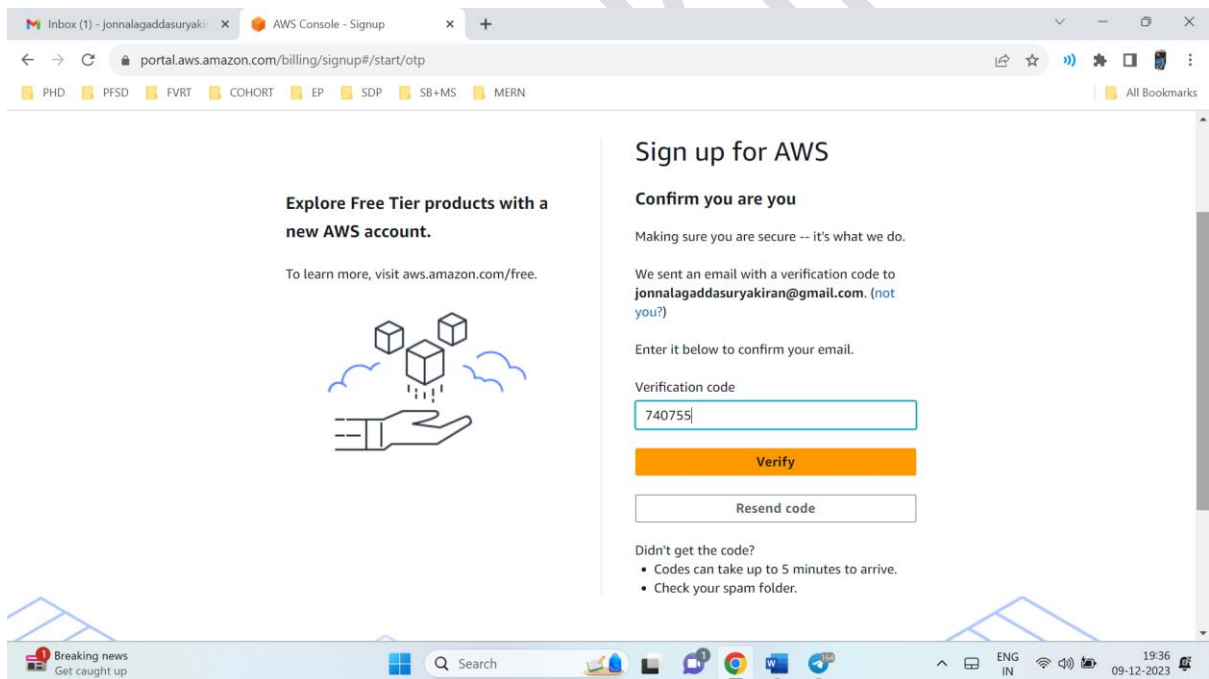 Inbox (1) - jonnalagaddasuryakir
AWS Console - Signup
portal.aws.amazon.com/billing/signup#/start/otp
PHD PFSD FVRT COHORT EP SDP SB+MS MERN All Bookmarks
Explore Free Tier products with a
new AWS account.
To learn more, visit aws.amazon.com/free.
Sign up for AWS
Confirm you are you
Making sure you are secure -- it's what we do.
We sent an email with a verification code to
jonnalagaddasuryakiran@gmail.com. (not
you?)
Enter it below to confirm your email.
Verification code
740755
Verify
Resend code
Didn't get the code?
• Codes can take up to 5 minutes to arrive.
• Check your spam folder.
1
Breaking news
Get caught up
Search
1
ENG
IN
19:36
09-12-2023